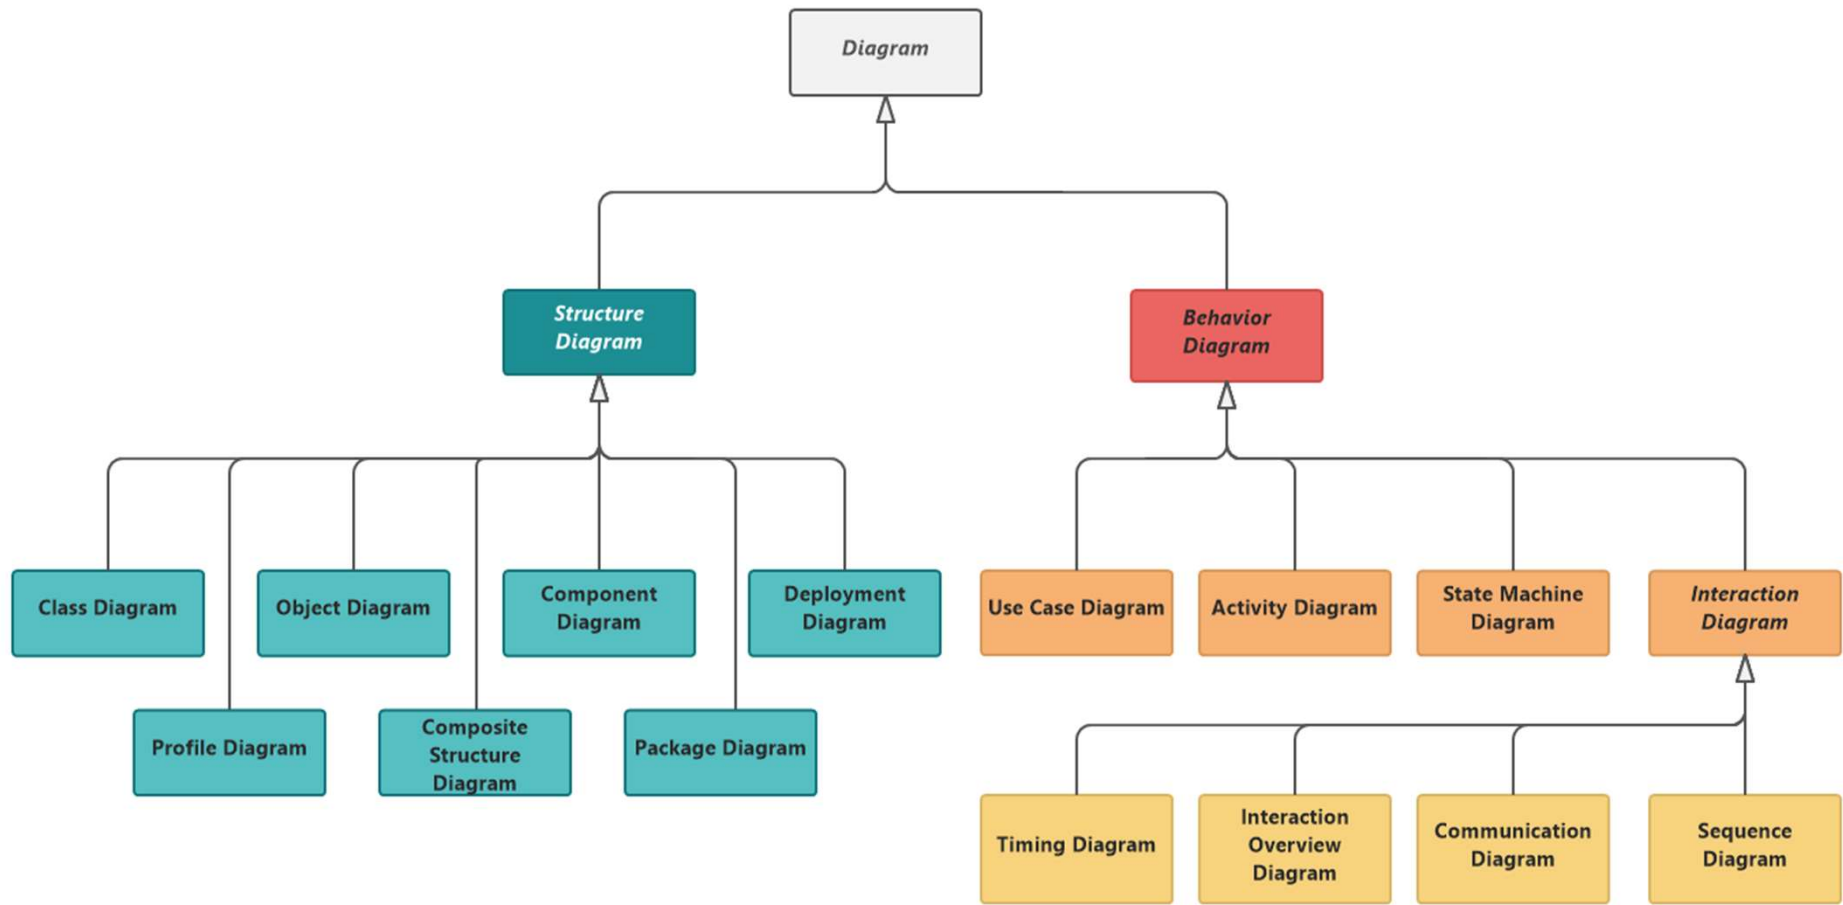 Diagram
Structure
Diagram
Behavior
Diagram
Class Diagram
Object Diagram
Component
Diagram
Deployment
Diagram
Use Case Diagram
Activity Diagram
State Machine
Diagram
Interaction
Diagram
Profile Diagram
Composite
Structure
Diagram
Package Diagram
Timing Diagram
Interaction
Overview
Diagram
Communication
Diagram
Sequence
Diagram